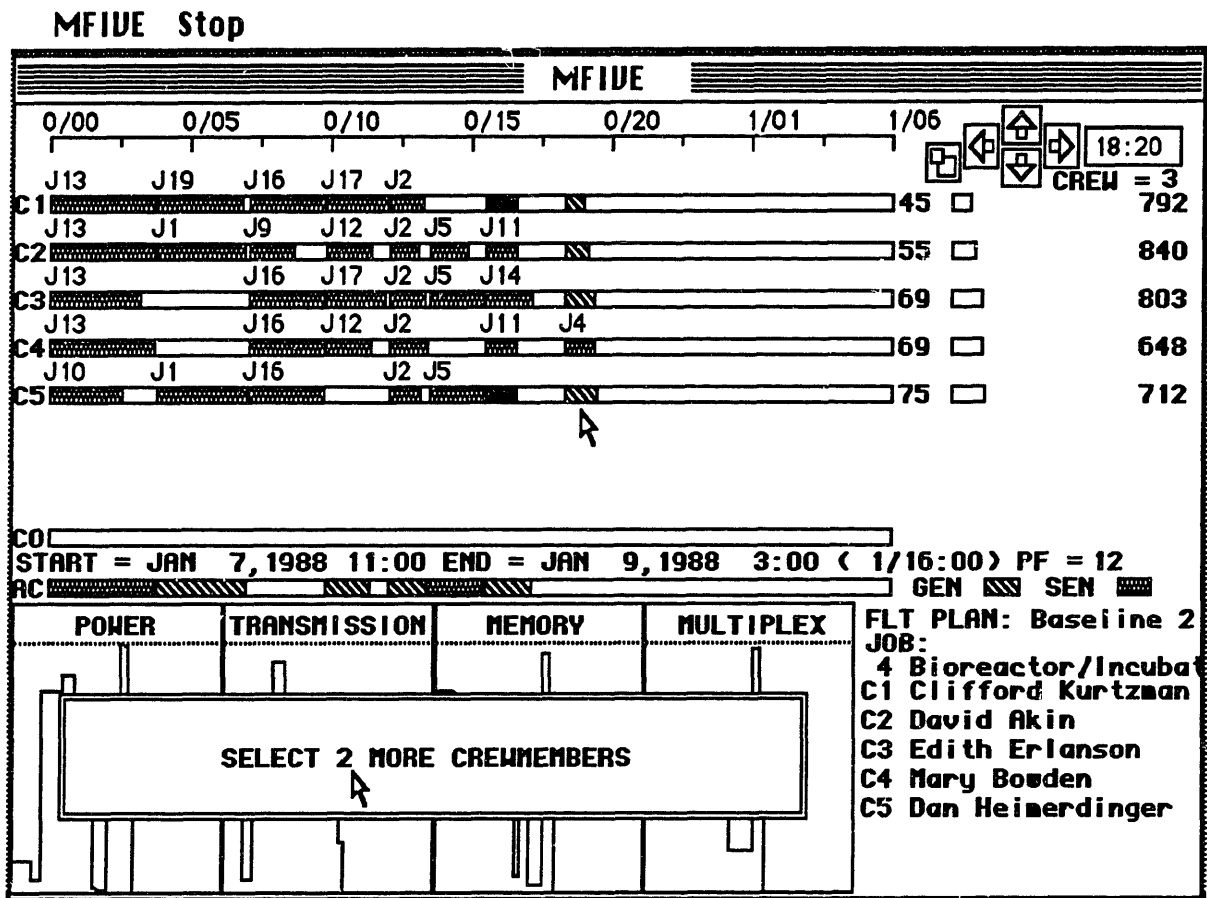 MFIVE Stop
MFIVE
0/00 0/05 0/10 0/15 0/20 1/01 1/06
18:20
CREW = 3
J13 J19 J16 J17 J2
C1 45 792
J13 J1 J9 J12 J2 J5 J11
C2 55 840
J13 J16 J17 J2 J5 J14
C3 69 803
J13 J16 J12 J2 J11 J4
C4 69 648
J10 J1 J16 J2 J5
C5 75 712
C0
START = JAN 7,1988 11:00 END = JAN 9,1988 3:00 ( 1/16:00) PF = 12
AC GEN SEN
POWER TRANSMISSION MEMORY MULTIPLEX
FLT PLAN: Baseline 2
JOB:
4 Bioreactor/Incubat
C1 Clifford Kurtzman
C2 David Akin
C3 Edith Erlanson
C4 Mary Bowden
C5 Dan Heimerdinger
SELECT 2 MORE CREWMEMBERS